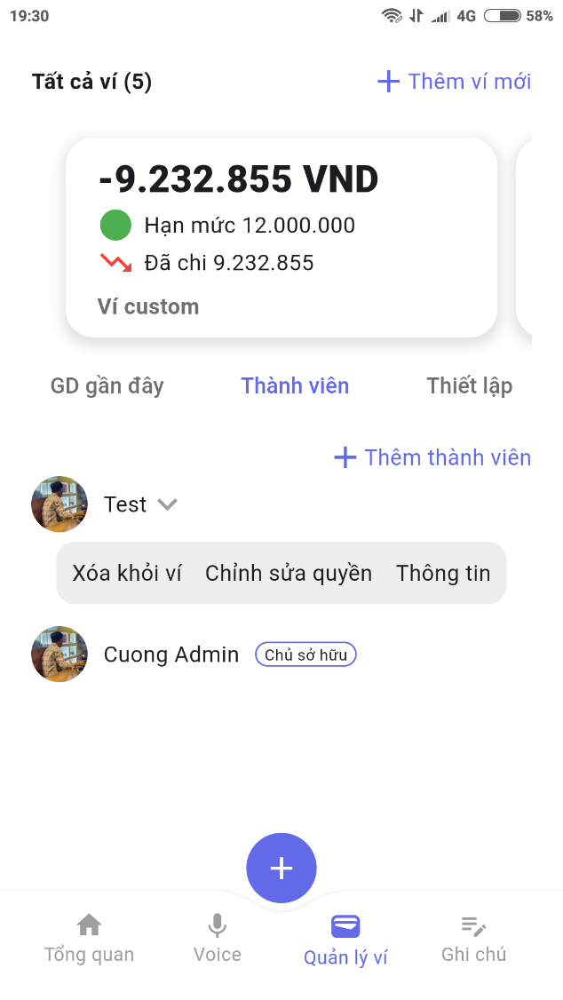 19:30 4G 58%
Tất cả ví (5) + Thêm ví mới
-9.232.855 VND
Hạn mức 12.000.000
Đã chi 9.232.855
Ví custom
GD gần đây Thành viên Thiết lập
+ Thêm thành viên
Test
Xóa khỏi ví Chỉnh sửa quyền Thông tin
Cuong Admin Chủ sở hữu
+
Tổng quan Voice Quản lý ví Ghi chú